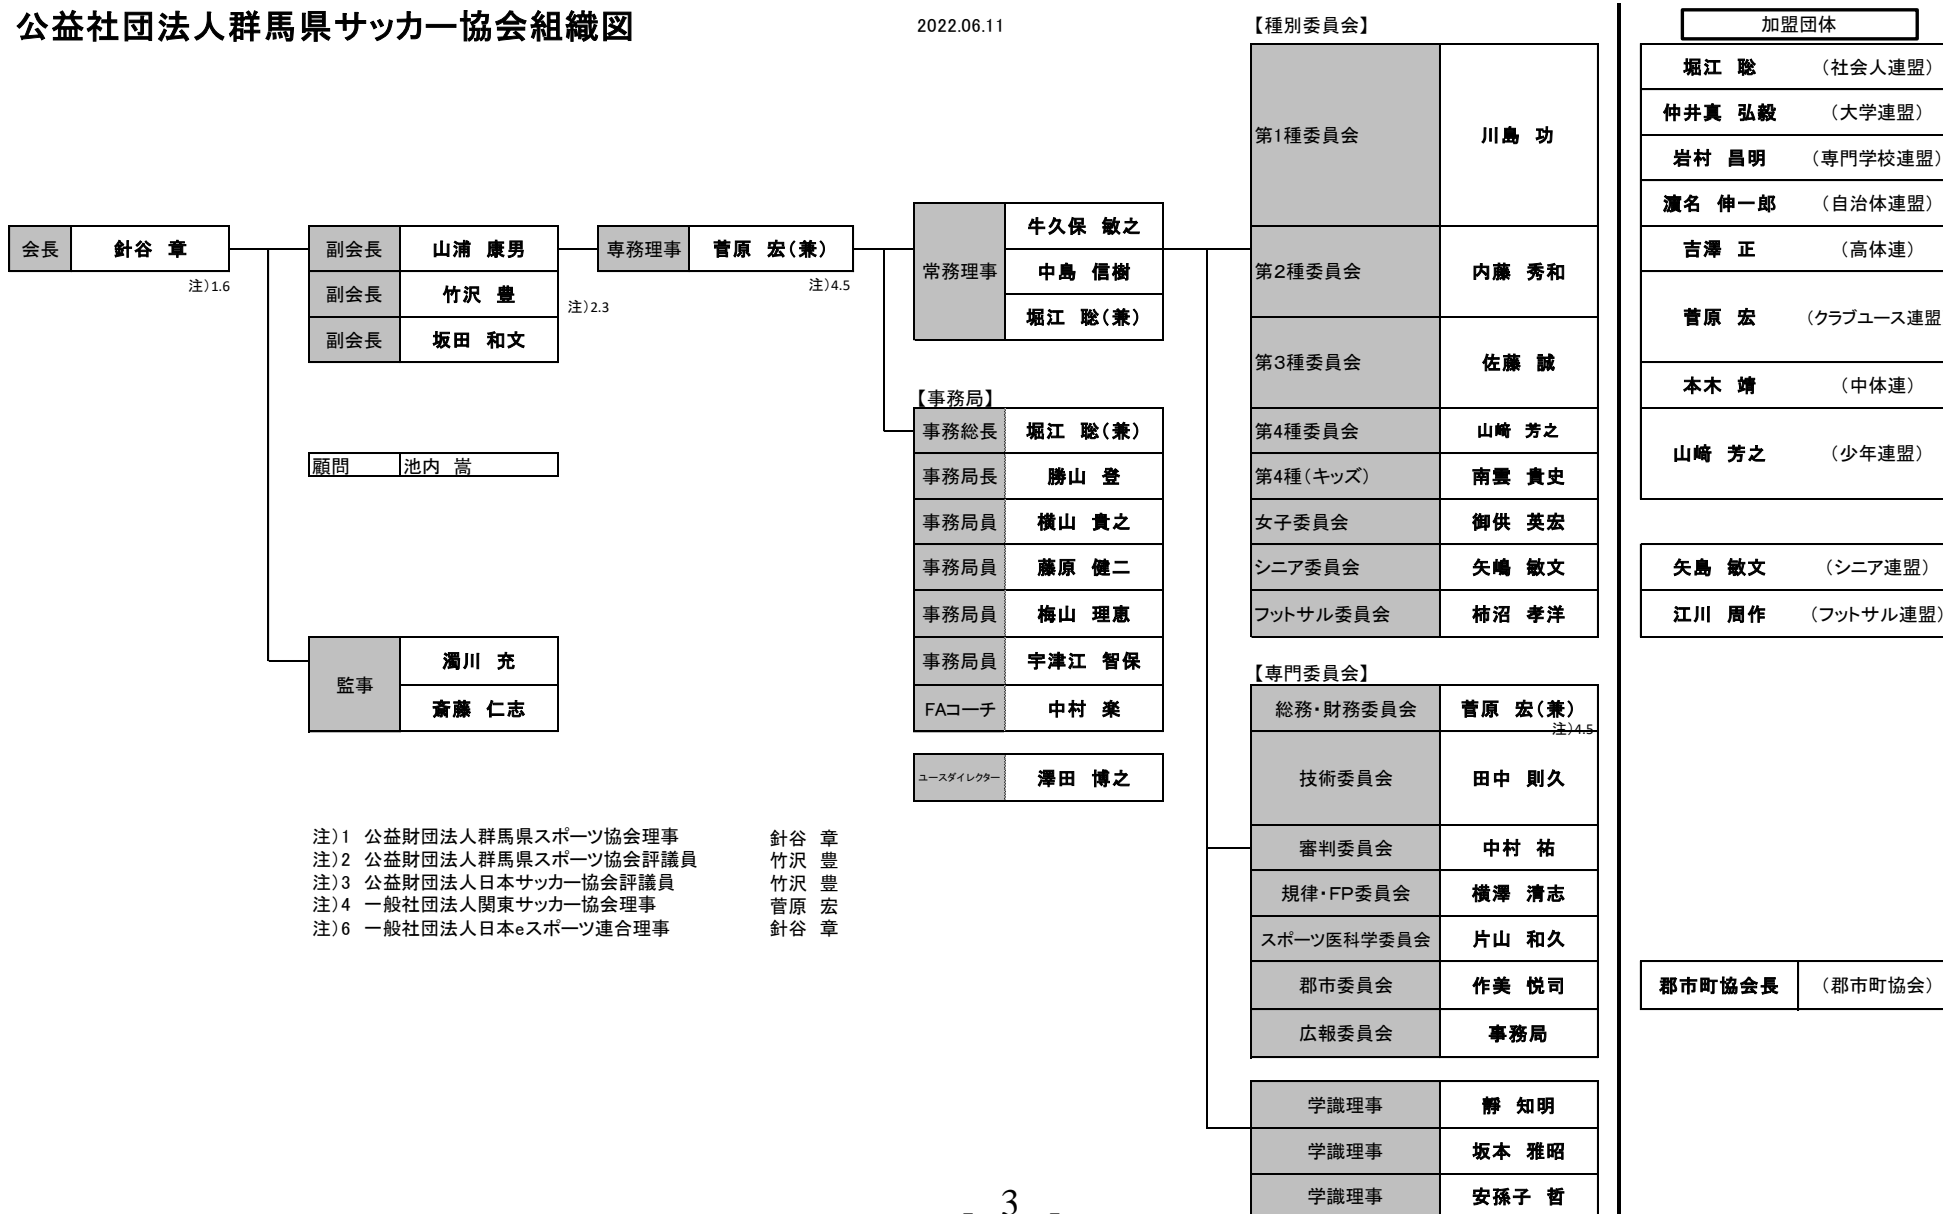 公益社団法人群馬県サッカー協会組織図
2022.06.11
会長 針谷 章
注)1.6
副会長 山浦 康男
副会長 竹沢 豊
副会長 坂田 和文
注)2.3
顧問 池内 嵩
監事
濁川 充
斎藤 仁志
専務理事 菅原 宏(兼)
注)4.5
常務理事
牛久保 敏之
中島 信樹
堀江 聡(兼)
【事務局】
事務総長 堀江 聡(兼)
事務局長 勝山 登
事務局員 横山 貴之
事務局員 藤原 健二
事務局員 梅山 理恵
事務局員 宇津江 智保
FAコーチ 中村 楽
ユースダイレクター 澤田 博之
注)1 公益財団法人群馬県スポーツ協会理事 針谷 章
注)2 公益財団法人群馬県スポーツ協会評議員 竹沢 豊
注)3 公益財団法人日本サッカー協会評議員 竹沢 豊
注)4 一般社団法人関東サッカー協会理事 菅原 宏
注)6 一般社団法人日本eスポーツ連合理事 針谷 章
【種別委員会】
第1種委員会 川島 功
第2種委員会 内藤 秀和
第3種委員会 佐藤 誠
第4種委員会 山﨑 芳之
第4種(キッズ) 南雲 貴史
女子委員会 御供 英宏
シニア委員会 矢嶋 敏文
フットサル委員会 柿沼 孝洋
【専門委員会】
総務・財務委員会 菅原 宏(兼)
注)4.5
技術委員会 田中 則久
審判委員会 中村 祐
規律・FP委員会 横澤 清志
スポーツ医科学委員会 片山 和久
郡市委員会 作美 悦司
広報委員会 事務局
学識理事 靜 知明
学識理事 坂本 雅昭
学識理事 安孫子 哲
加盟団体
堀江 聡 (社会人連盟)
仲井真 弘毅 (大学連盟)
岩村 昌明 (専門学校連盟)
濵名 伸一郎 (自治体連盟)
吉澤 正 (高体連)
菅原 宏 (クラブユース連盟
本木 靖 (中体連)
山﨑 芳之 (少年連盟)
矢島 敏文 (シニア連盟)
江川 周作 (フットサル連盟)
郡市町協会長 (郡市町協会)
- 3 -